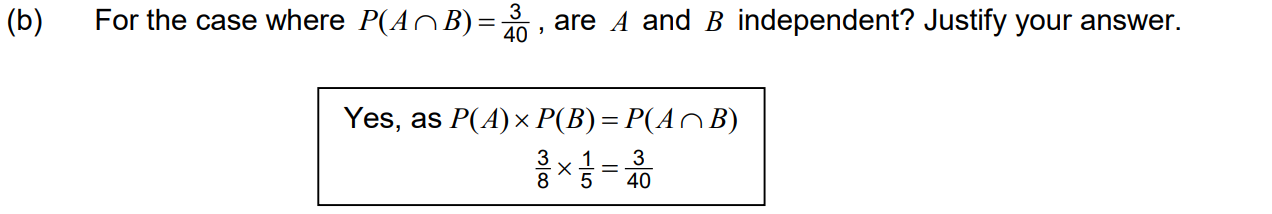 (b) For the case where P(A∩B) = 3/40, are A and B independent? Justify your answer.
Yes, as P(A) × P(B) = P(A∩B)
3/8 × 1/5 = 3/40